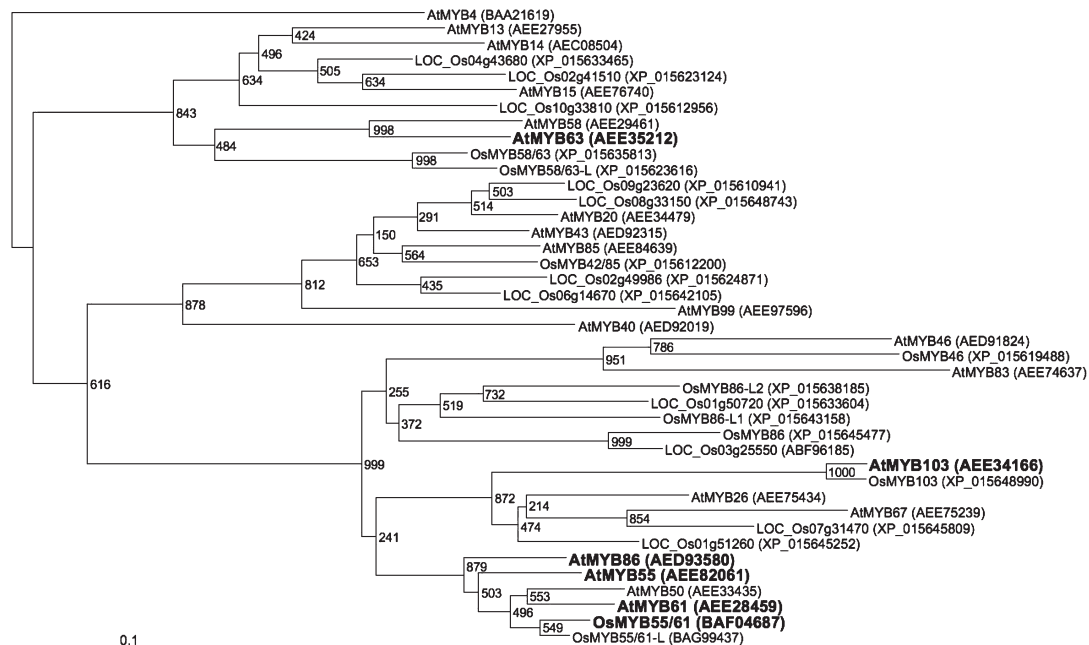 AtMYB4 (BAA21619)
AtMYB13 (AEE27955)
424
AtMYB14 (AEC08504)
496
LOC_Os04g43680 (XP_015633465)
505
LOC_Os02g41510 (XP_015623124)
634
634
AtMYB15 (AEE76740)
LOC_Os10g33810 (XP_015612956)
843
AtMYB58 (AEE29461)
998
AtMYB63 (AEE35212)
484
OsMYB58/63 (XP_015635813)
998
OsMYB58/63-L (XP_015623616)
LOC_Os09g23620 (XP_015610941)
503
LOC_Os08g33150 (XP_015648743)
514
AtMYB20 (AEE34479)
291
AtMYB43 (AED92315)
150
AtMYB85 (AEE84639)
564
653
OsMYB42/85 (XP_015612200)
LOC_Os02g49986 (XP_015624871)
812
435
LOC_Os06g14670 (XP_015642105)
878
AtMYB99 (AEE97596)
AtMYB40 (AED92019)
AtMYB46 (AED91824)
786
OsMYB46 (XP_015619488)
951
AtMYB83 (AEE74637)
616
OsMYB86-L2 (XP_015638185)
255
732
LOC_Os01g50720 (XP_015633604)
519
OsMYB86-L1 (XP_015643158)
372
OsMYB86 (XP_015645477)
999
LOC_Os03g25550 (ABF96185)
999
AtMYB103 (AEE34166)
1000
OsMYB103 (XP_015648990)
872
AtMYB26 (AEE75434)
214
AtMYB67 (AEE75239)
854
474
LOC_Os07g31470 (XP_015645809)
241
LOC_Os01g51260 (XP_015645252)
AtMYB86 (AED93580)
879
AtMYB55 (AEE82061)
503
AtMYB50 (AEE33435)
553
AtMYB61 (AEE28459)
496
OsMYB55/61 (BAF04687)
549
OsMYB55/61-L (BAG99437)
0.1